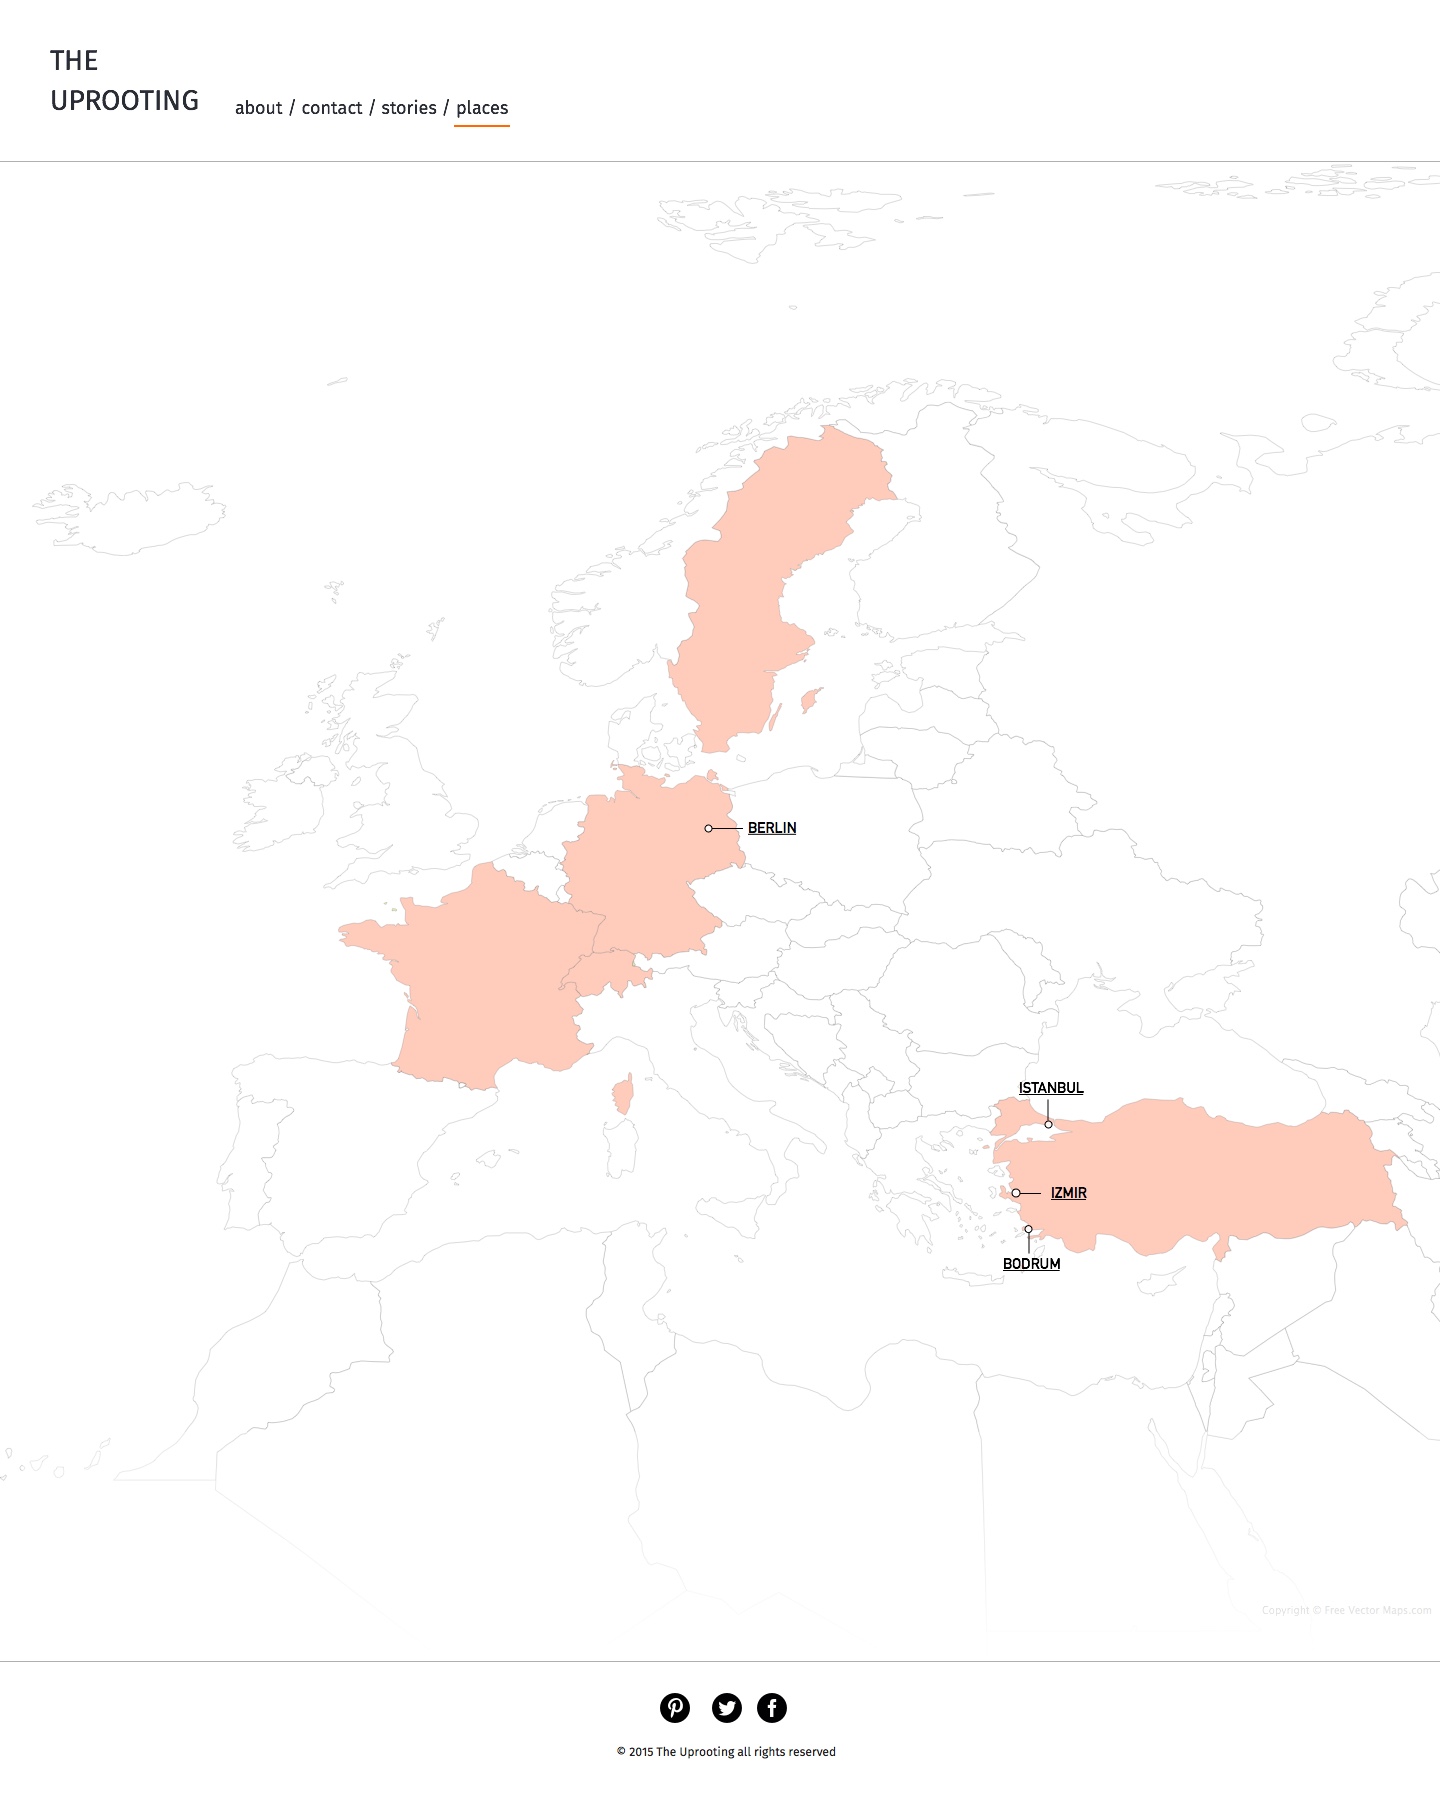 THE
UPROOTING
about / contact / stories / places
BERLIN
ISTANBUL
IZMIR
BODRUM
Copyright © Free Vector Maps.com
© 2015 The Uprooting all rights reserved